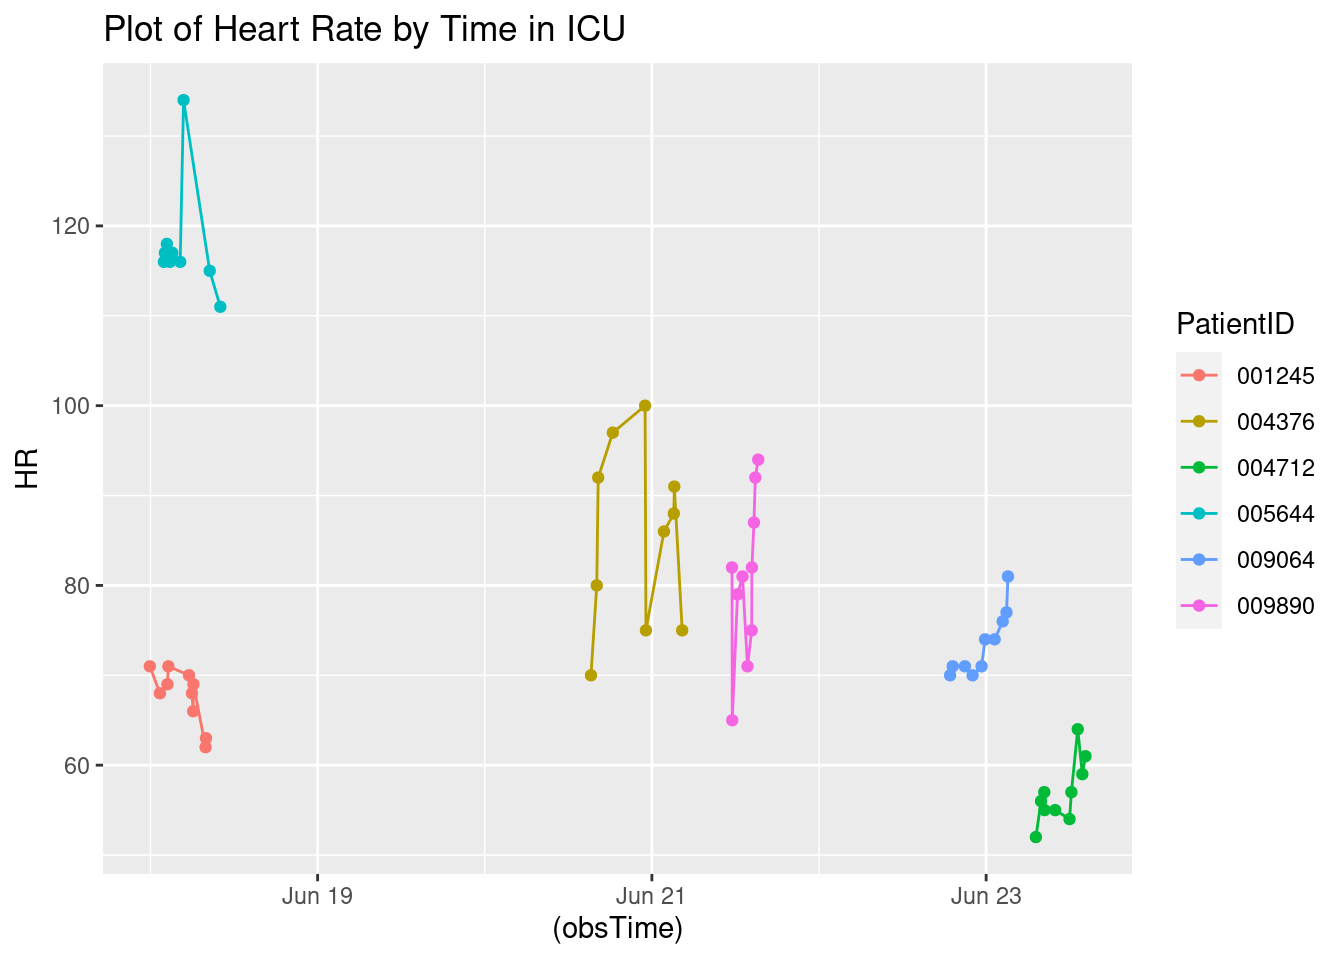 Plot of Heart Rate by Time in ICU
HR
120
100
80
60
Jun 19
Jun 21
Jun 23
(obsTime)
PatientID
001245
004376
004712
005644
009064
009890